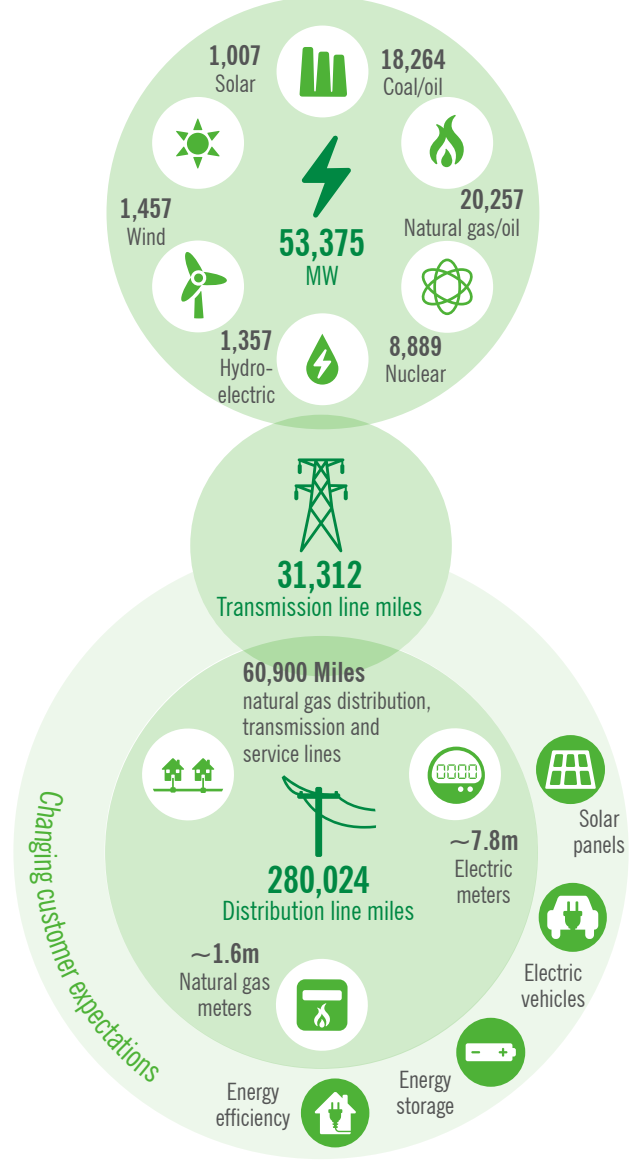 1,007
Solar
18,264
Coal/oil
1,457
Wind
20,257
Natural gas/oil
53,375
MW
1,357
Hydro-
electric
8,889
Nuclear
31,312
Transmission line miles
60,900 Miles
natural gas distribution,
transmission and
service lines
0000
~7.8m
Electric
meters
280,024
Distribution line miles
~1.6m
Natural gas
meters
Changing customer expectations
Solar
panels
Electric
vehicles
Energy
storage
Energy
efficiency